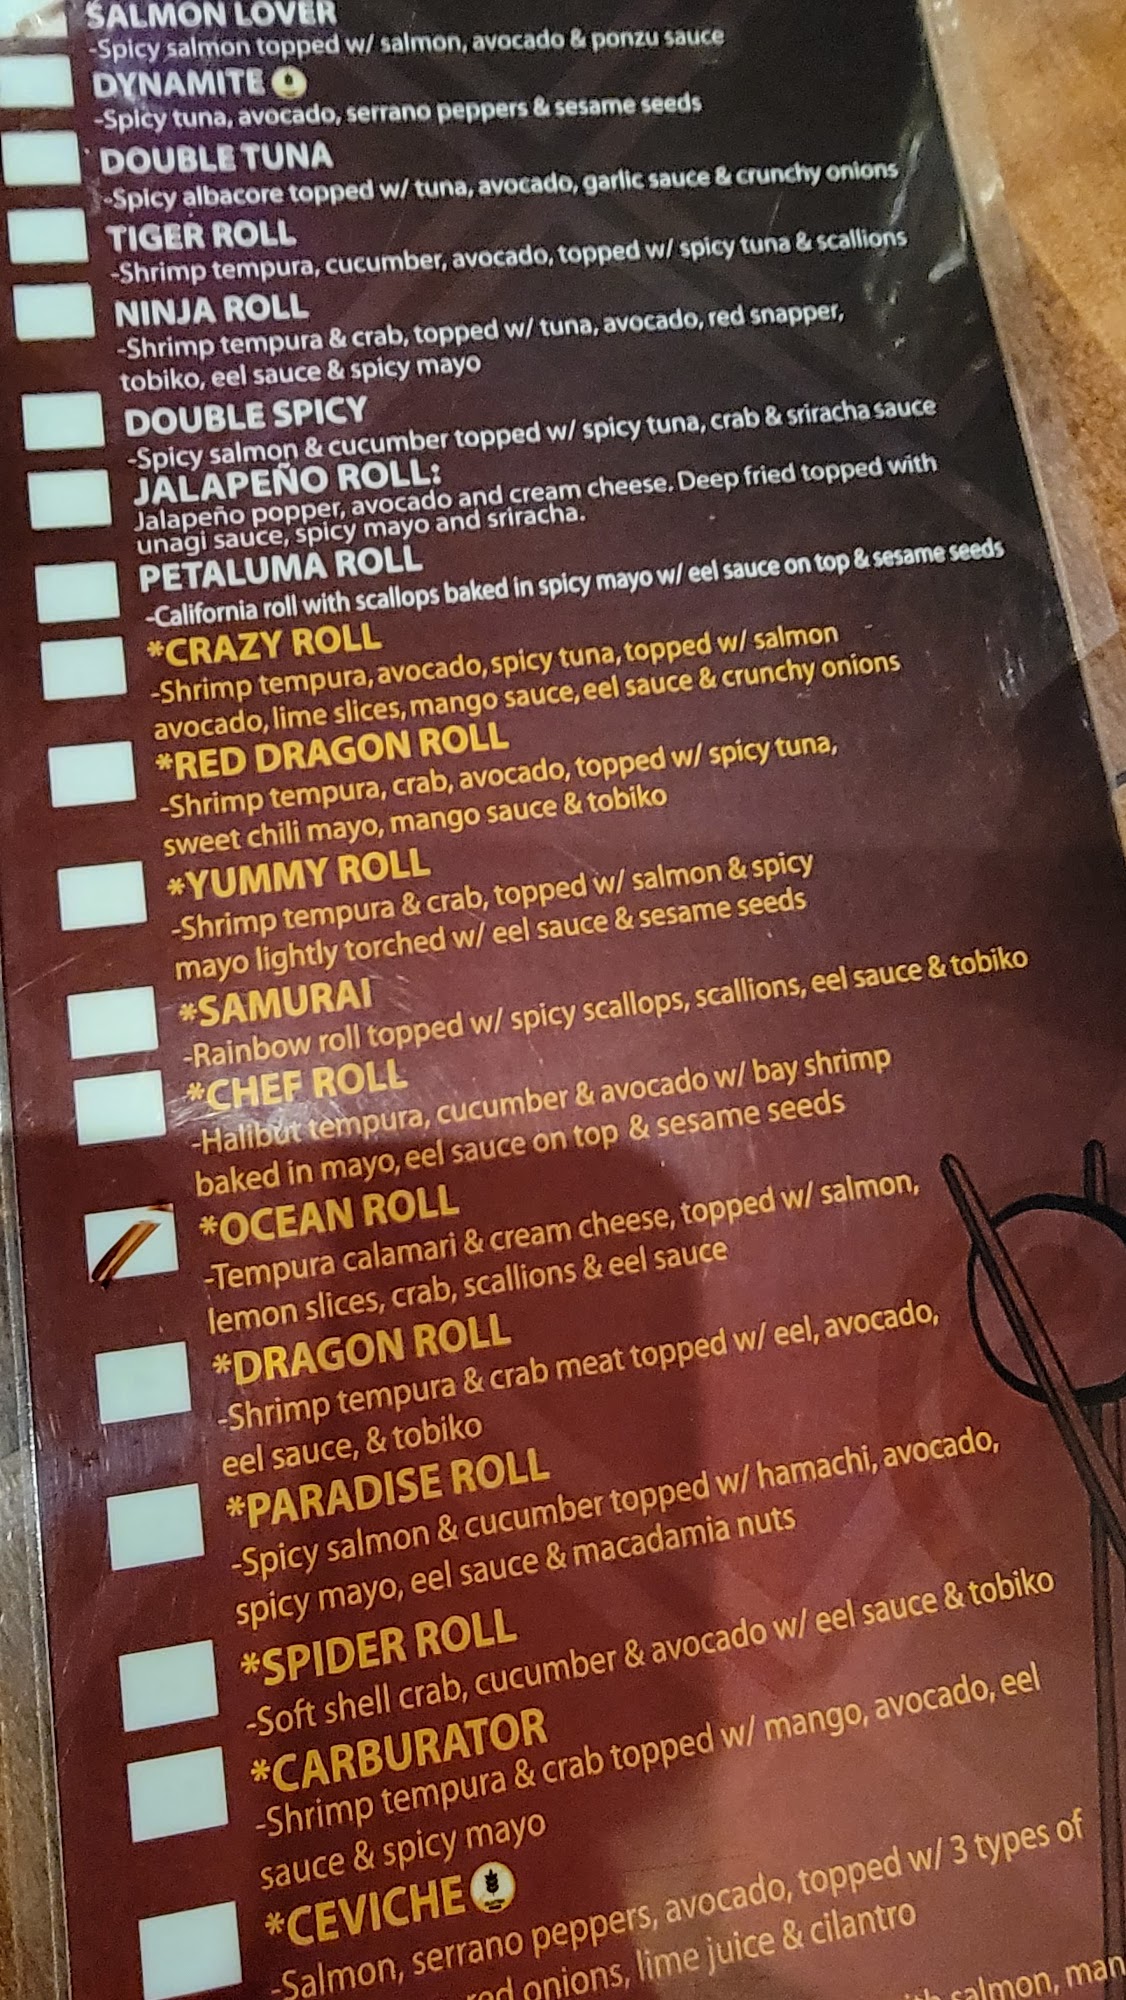 SALMON LOVER
-Spicy salmon topped w/ salmon, avocado & ponzu sauce
DYNAMITE
-Spicy tuna, avocado, serrano peppers & sesame seeds
DOUBLE TUNA
-Spicy albacore topped w/ tuna, avocado, garlic sauce & crunchy onions
TIGER ROLL
-Shrimp tempura, cucumber, avocado, topped w/ spicy tuna & scallions
NINJA ROLL
-Shrimp tempura & crab, topped w/ tuna, avocado, red snapper,
tobiko, eel sauce & spicy mayo
DOUBLE SPICY
-Spicy salmon & cucumber topped w/ spicy tuna, crab & sriracha sauce
JALAPEÑO ROLL:
Jalapeño popper, avocado and cream cheese. Deep fried topped with
unagi sauce, spicy mayo and sriracha.
PETALUMA ROLL
-California roll with scallops baked in spicy mayo w/ eel sauce on top & sesame seeds
*CRAZY ROLL
-Shrimp tempura, avocado, spicy tuna, topped w/ salmon
avocado, lime slices, mango sauce, eel sauce & crunchy onions
*RED DRAGON ROLL
-Shrimp tempura, crab, avocado, topped w/ spicy tuna,
sweet chili mayo, mango sauce & tobiko
*YUMMY ROLL
-Shrimp tempura & crab, topped w/ salmon & spicy
mayo lightly torched w/ eel sauce & sesame seeds
*SAMURAI
-Rainbow roll topped w/ spicy scallops, scallions, eel sauce & tobiko
*CHEF ROLL
-Halibut tempura, cucumber & avocado w/ bay shrimp
baked in mayo, eel sauce on top & sesame seeds
*OCEAN ROLL
-Tempura calamari & cream cheese, topped w/ salmon,
lemon slices, crab, scallions & eel sauce
*DRAGON ROLL
-Shrimp tempura & crab meat topped w/ eel, avocado,
eel sauce, & tobiko
*PARADISE ROLL
-Spicy salmon & cucumber topped w/ hamachi, avocado,
spicy mayo, eel sauce & macadamia nuts
*SPIDER ROLL
-Soft shell crab, cucumber & avocado w/ eel sauce & tobiko
*CARBURATOR
-Shrimp tempura & crab topped w/ mango, avocado, eel
sauce & spicy mayo
*CEVICHE
-Salmon, serrano peppers, avocado, topped w/ 3 types of
red onions, lime juice & cilantro
salmon, man